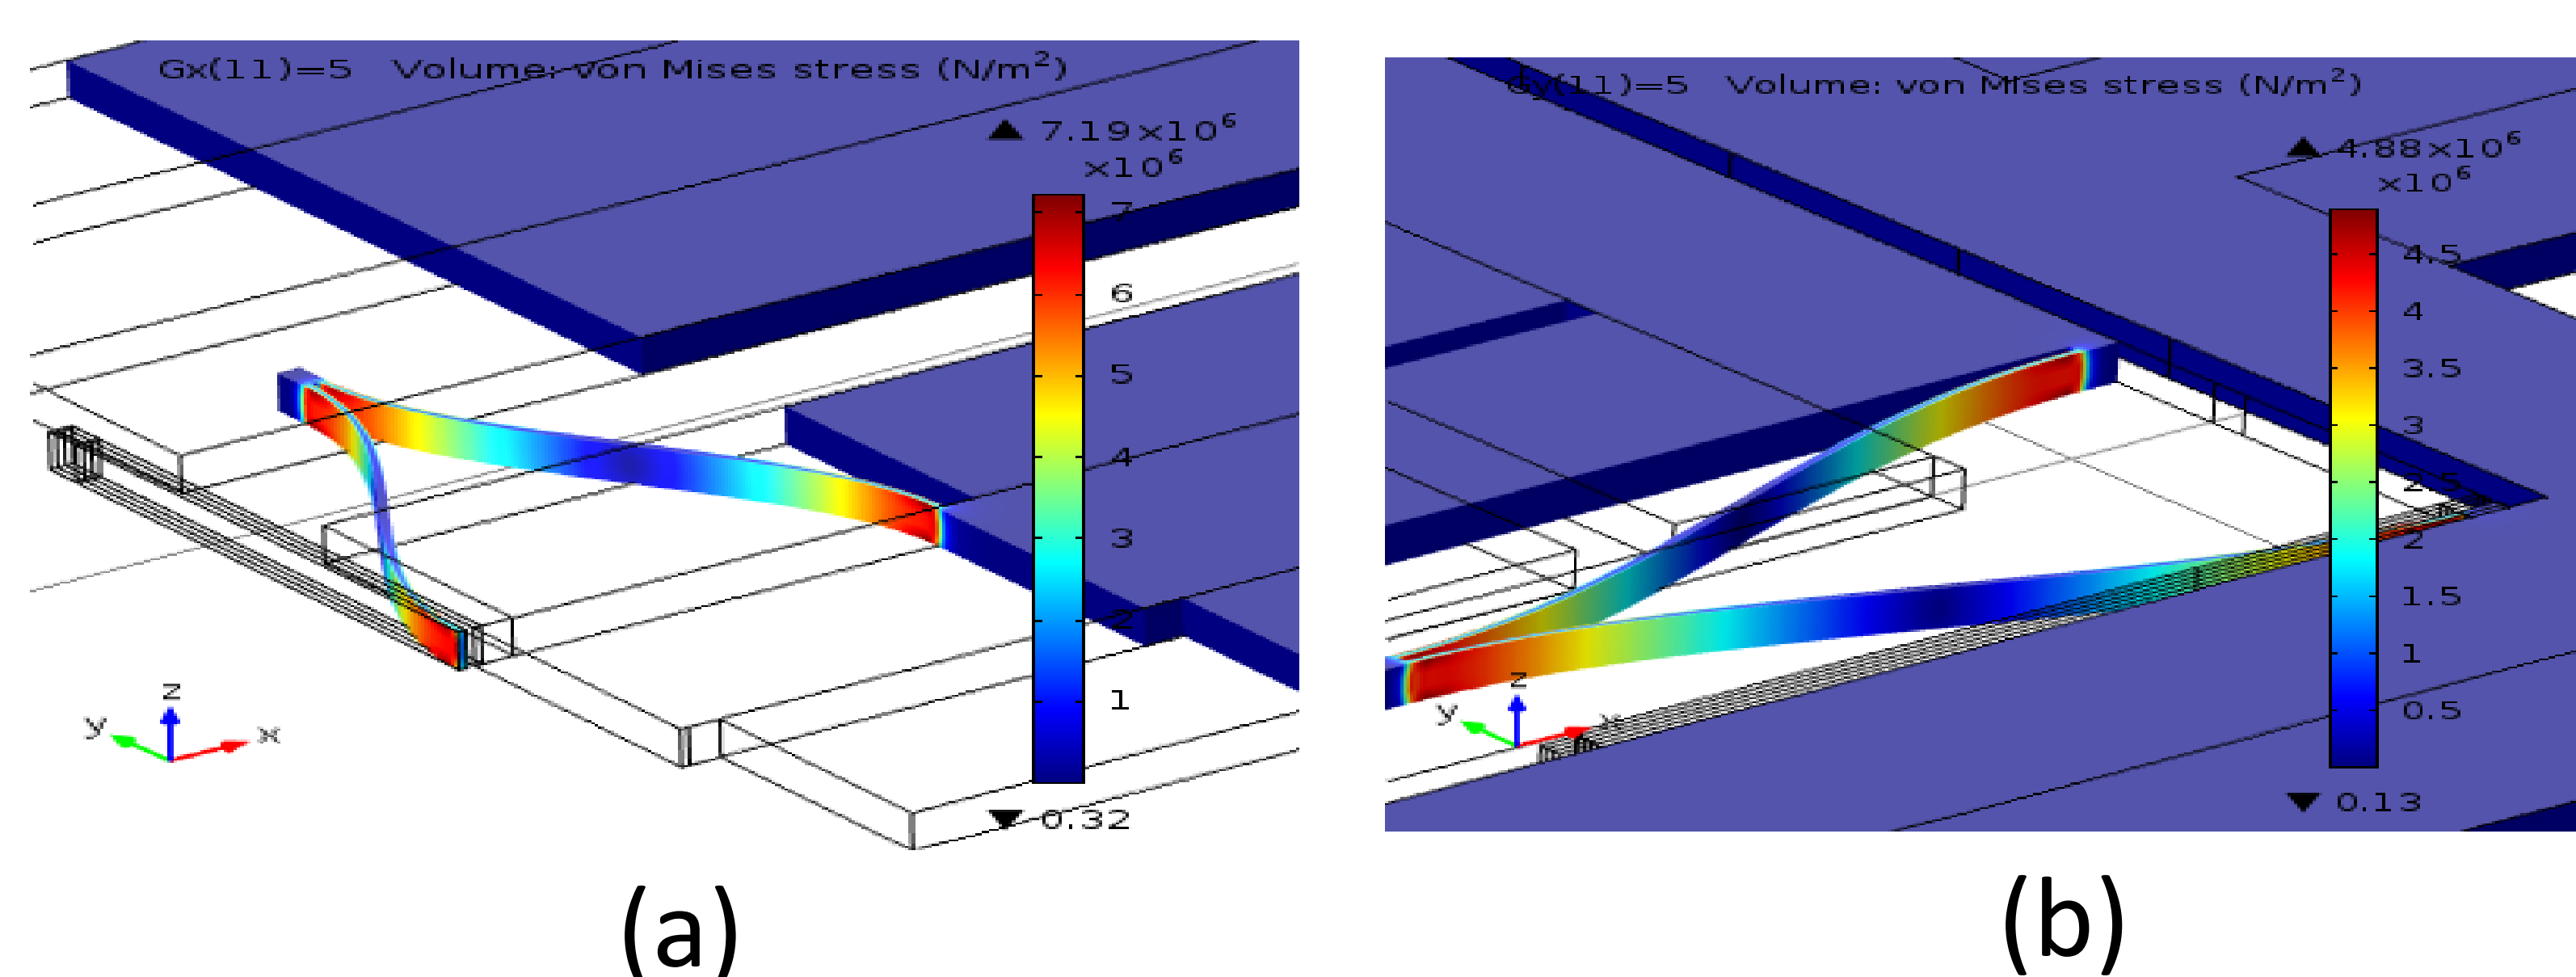 Gx(11)=5 Volume: von Mises stress (N/m²)
▲ 7.19×10⁶
×10⁶
7
6
5
4
3
2
1
▼ 0.32
z
y
x
(a)
Gy(11)=5 Volume: von Mises stress (N/m²)
▲ 4.88×10⁶
×10⁶
4.5
4
3.5
3
2.5
2
1.5
1
0.5
▼ 0.13
z
y
x
(b)